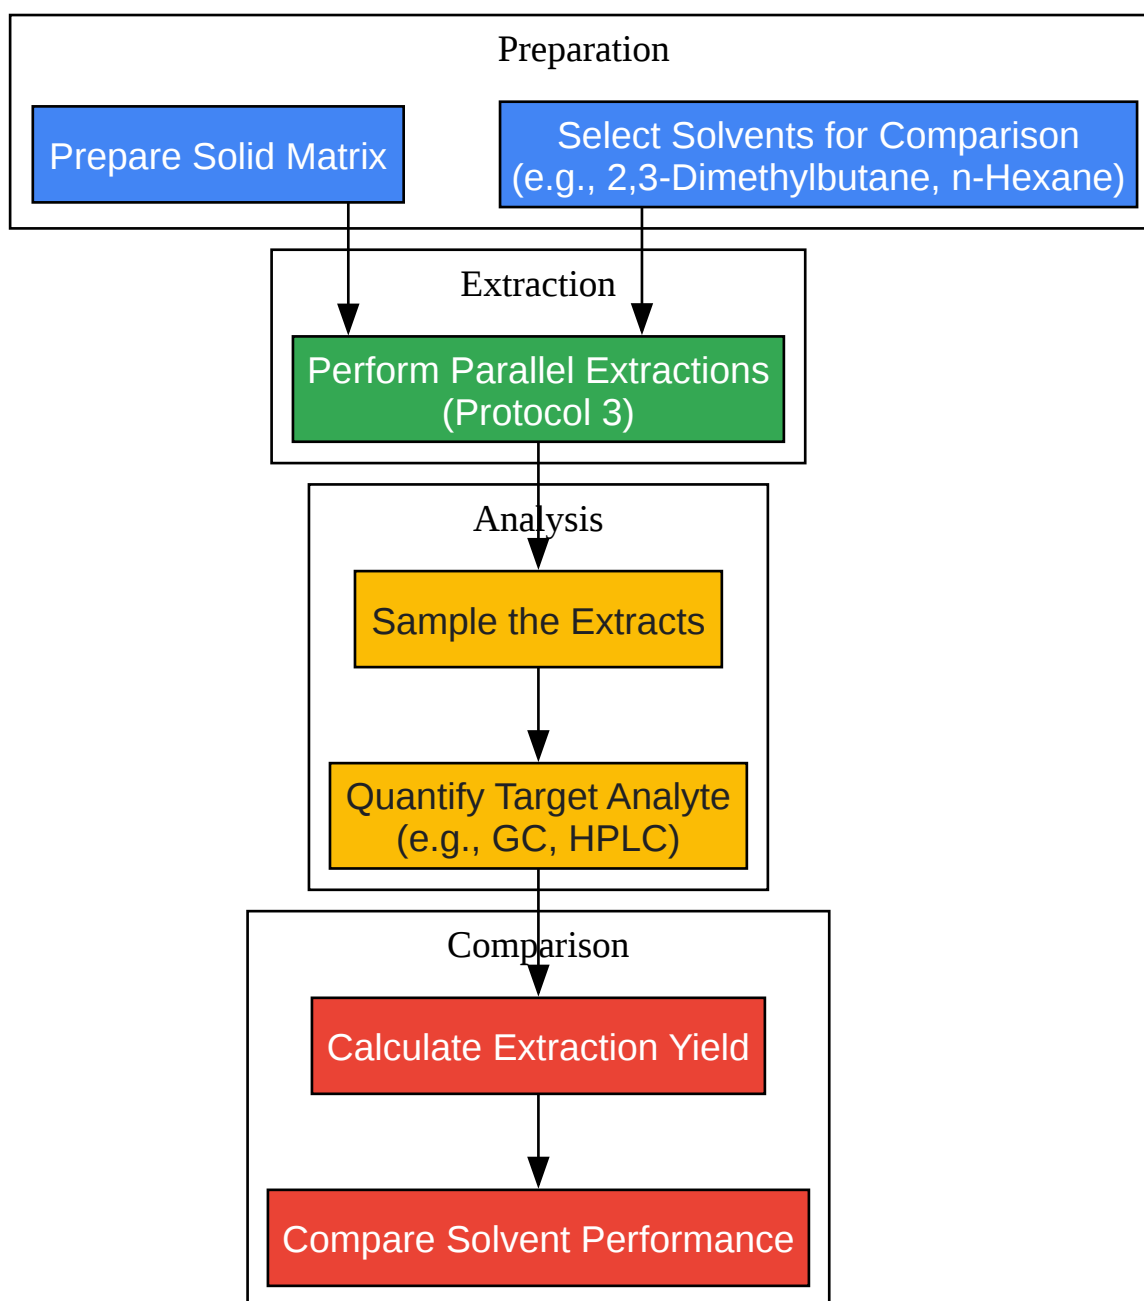 Preparation
Prepare Solid Matrix
Select Solvents for Comparison
(e.g., 2,3-Dimethylbutane, n-Hexane)
Extraction
Perform Parallel Extractions
(Protocol 3)
Analysis
Sample the Extracts
Quantify Target Analyte
(e.g., GC, HPLC)
Comparison
Calculate Extraction Yield
Compare Solvent Performance